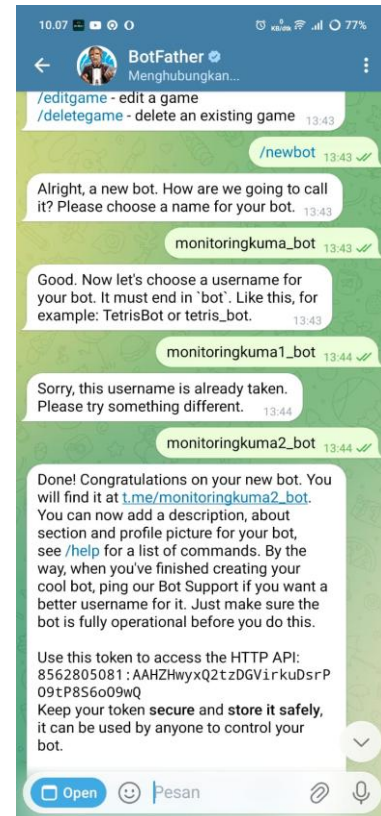 10.07
KB/dtk
77%
BotFather
Menghubungkan...
/editgame - edit a game
/deletegame - delete an existing game 13:43
/newbot 13:43
Alright, a new bot. How are we going to call
it? Please choose a name for your bot. 13:43
monitoringkuma_bot 13:43
Good. Now let's choose a username for
your bot. It must end in `bot`. Like this, for
example: TetrisBot or tetris_bot. 13:43
monitoringkuma1_bot 13:44
Sorry, this username is already taken.
Please try something different. 13:44
monitoringkuma2_bot 13:44
Done! Congratulations on your new bot. You
will find it at t.me/monitoringkuma2_bot.
You can now add a description, about
section and profile picture for your bot,
see /help for a list of commands. By the
way, when you've finished creating your
cool bot, ping our Bot Support if you want a
better username for it. Just make sure the
bot is fully operational before you do this.
Use this token to access the HTTP API:
8562805081:AAHZHwyxQ2tzDGVirkuDsrP
O9tP8S6oO9wQ
Keep your token secure and store it safely,
it can be used by anyone to control your
bot.
Open
Pesan